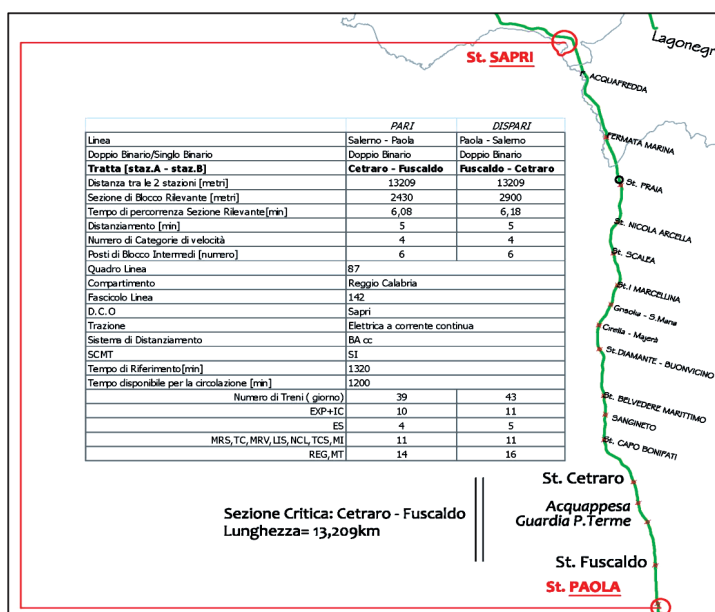 Lagonegr
St. SAPRI
F. ACQUAFREDDA
FERMATA MARINA
St. PRAIA
St. NICOLA ARCELLA
St. SCALEA
St.I MARCELLINA
Grisolia - S.Maria
Cirella - Majerà
St.DIAMANTE - BUONVICINO
St. BELVEDERE MARITTIMO
SANGINETO
St. CAPO BONIFATI
PARI DISPARI
Linea Salerno - Paola Paola - Salerno
Doppio Binario/Singlo Binario Doppio Binario Doppio Binario
Tratta [staz.A - staz.B] Cetraro - Fuscaldo Fuscaldo - Cetraro
Distanza tra le 2 stazioni [metri] 13209 13209
Sezione di Blocco Rilevante [metri] 2430 2900
Tempo di percorrenza Sezione Rilevante[min] 6,08 6,18
Distanziamento [min] 5 5
Numero di Categorie di velocità 4 4
Posti di Blocco Intermedi [numero] 6 6
Quadro Linea 87
Compartimento Reggio Calabria
Fascicolo Linea 142
D.C.O Sapri
Trazione Elettrica a corrente continua
Sistema di Distanziamento BA cc
SCMT SI
Tempo di Riferimento[min] 1320
Tempo disponibile per la circolazione [min] 1200
Numero di Treni ( giorno) 39 43
EXP+IC 10 11
ES 4 5
MRS,TC,MRV,LIS,NCL,TCS,MI 11 11
REG,MT 14 16
St. Cetraro
Acquappesa
Guardia P.Terme
St. Fuscaldo
St. PAOLA
Sezione Critica: Cetraro - Fuscaldo
Lunghezza= 13,209km